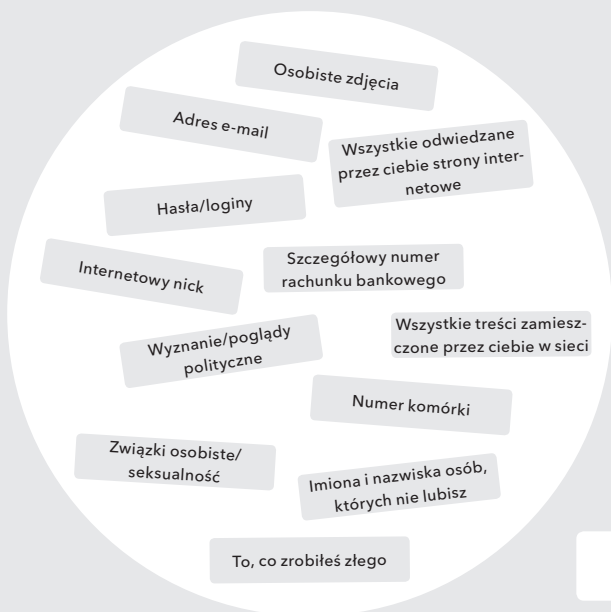 Osobiste zdjęcia
Adres e-mail
Wszystkie odwiedzane
przez ciebie strony inter-
netowe
Hasła/loginy
Internetowy nick
Szczegółowy numer
rachunku bankowego
Wyznanie/poglądy
polityczne
Wszystkie treści zamiesz-
czone przez ciebie w sieci
Numer komórki
Związki osobiste/
seksualność
Imiona i nazwiska osób,
których nie lubisz
To, co zrobiłeś złego